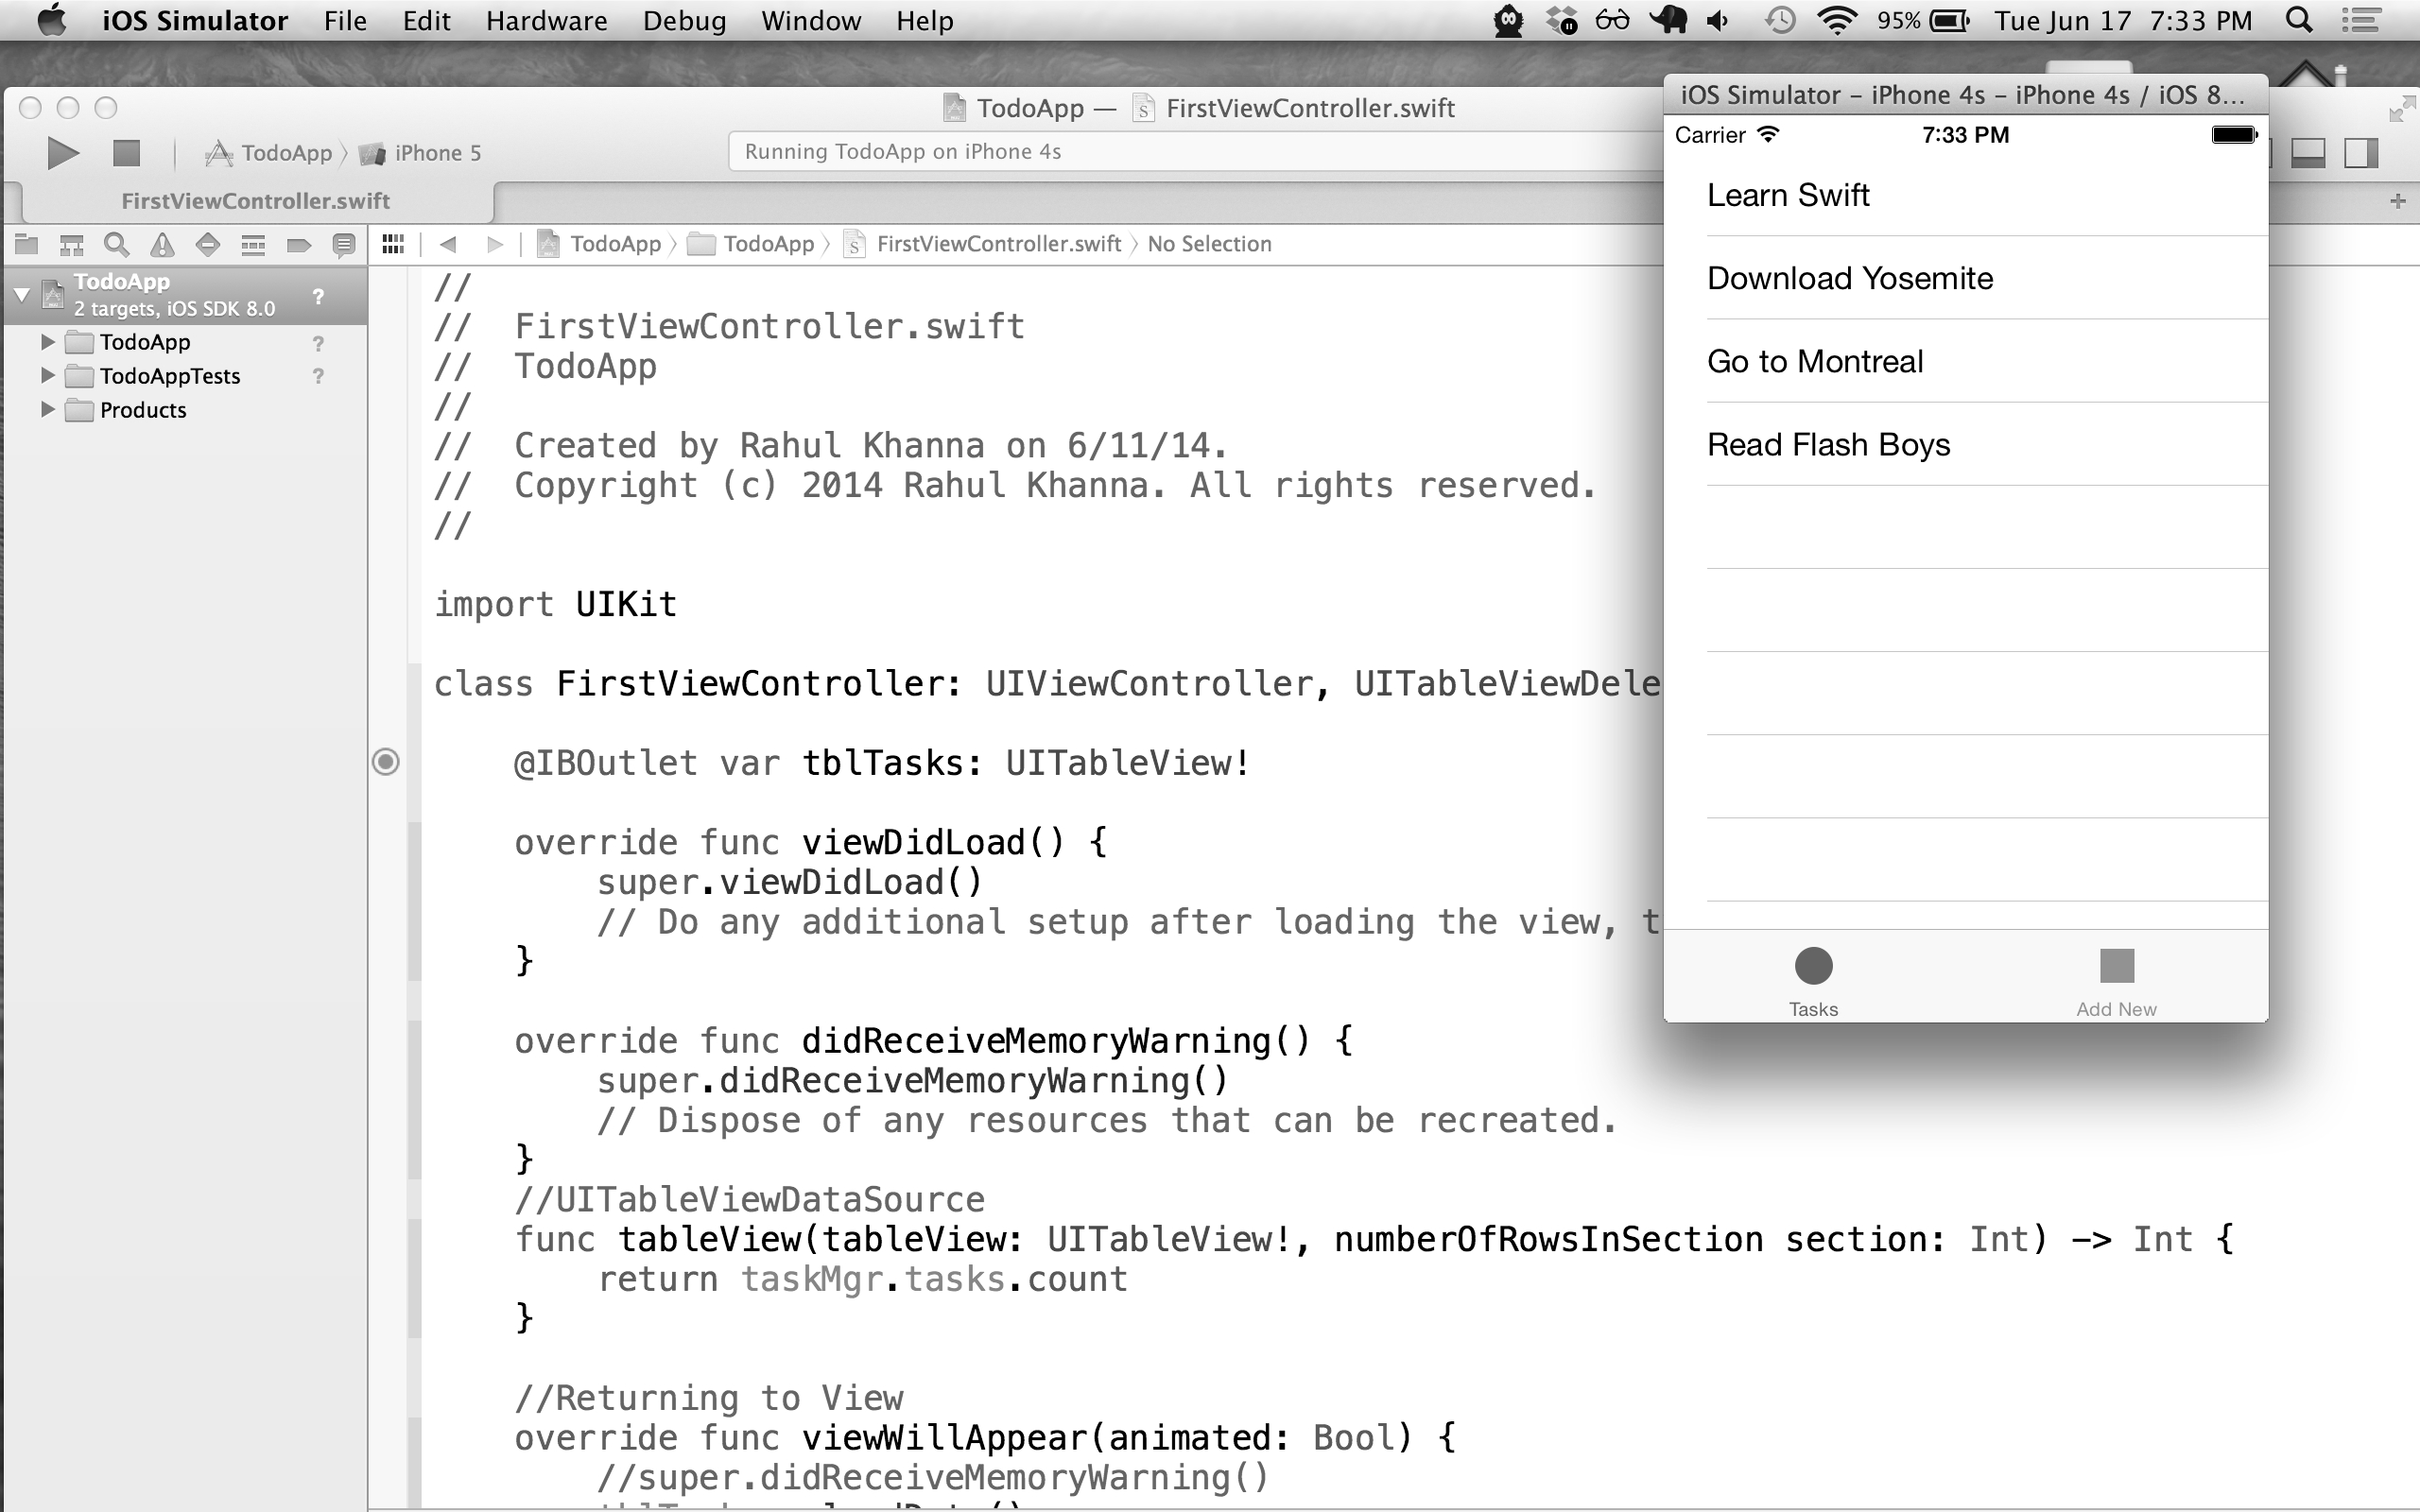 iOS Simulator File Edit Hardware Debug Window Help 95% Tue Jun 17 7:33 PM
TodoApp — FirstViewController.swift
TodoApp iPhone 5 Running TodoApp on iPhone 4s
FirstViewController.swift
TodoApp TodoApp FirstViewController.swift No Selection
TodoApp
2 targets, iOS SDK 8.0
TodoApp
TodoAppTests
Products
//
// FirstViewController.swift
// TodoApp
//
// Created by Rahul Khanna on 6/11/14.
// Copyright (c) 2014 Rahul Khanna. All rights reserved.
//
import UIKit
class FirstViewController: UIViewController, UITableViewDele
@IBOutlet var tblTasks: UITableView!
override func viewDidLoad() {
super.viewDidLoad()
// Do any additional setup after loading the view, t
}
override func didReceiveMemoryWarning() {
super.didReceiveMemoryWarning()
// Dispose of any resources that can be recreated.
}
//UITableViewDataSource
func tableView(tableView: UITableView!, numberOfRowsInSection section: Int) -> Int {
return taskMgr.tasks.count
}
//Returning to View
override func viewWillAppear(animated: Bool) {
//super.didReceiveMemoryWarning()
iOS Simulator – iPhone 4s – iPhone 4s / iOS 8...
Carrier 7:33 PM
Learn Swift
Download Yosemite
Go to Montreal
Read Flash Boys
Tasks Add New